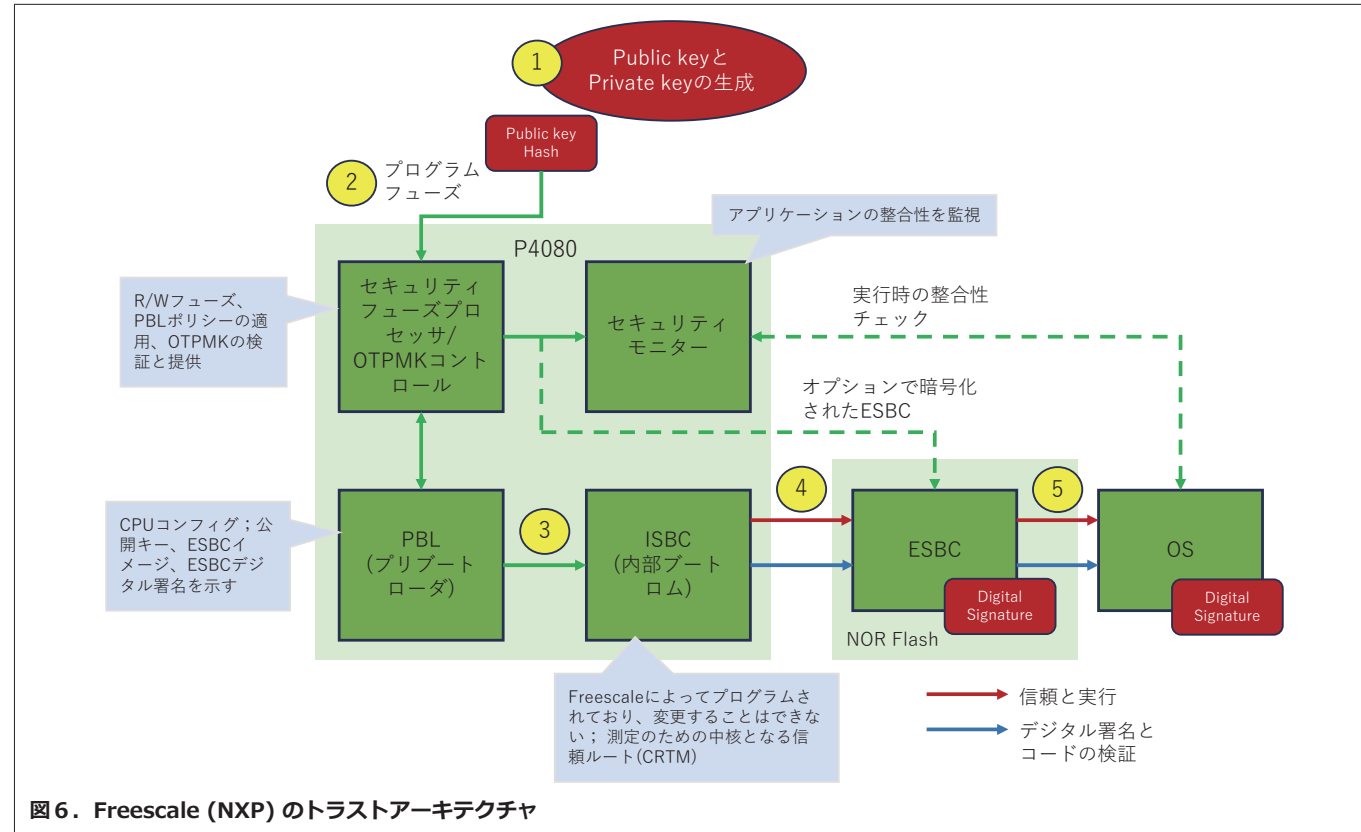 1
Public keyと
Private keyの生成
Public key
Hash
2
プログラム
フューズ
アプリケーションの整合性を監視
P4080
R/Wフューズ、
PBLポリシーの適
用、OTPMKの検
証と提供
セキュリティ
フューズプロ
セッサ/
OTPMKコント
ロール
セキュリティ
モニター
実行時の整合性
チェック
オプションで暗号化
されたESBC
CPUコンフィグ；公
開キー、ESBCイ
メージ、ESBCデジ
タル署名を示す
PBL
(プリブート
ローダ)
3
ISBC
(内部ブート
ロム)
4
ESBC
Digital
Signature
NOR Flash
5
OS
Digital
Signature
Freescaleによってプログラムさ
れており、変更することはできな
い； 測定のための中核となる信
頼ルート(CRTM)
信頼と実行
デジタル署名と
コードの検証
図６．Freescale (NXP) のトラストアーキテクチャ